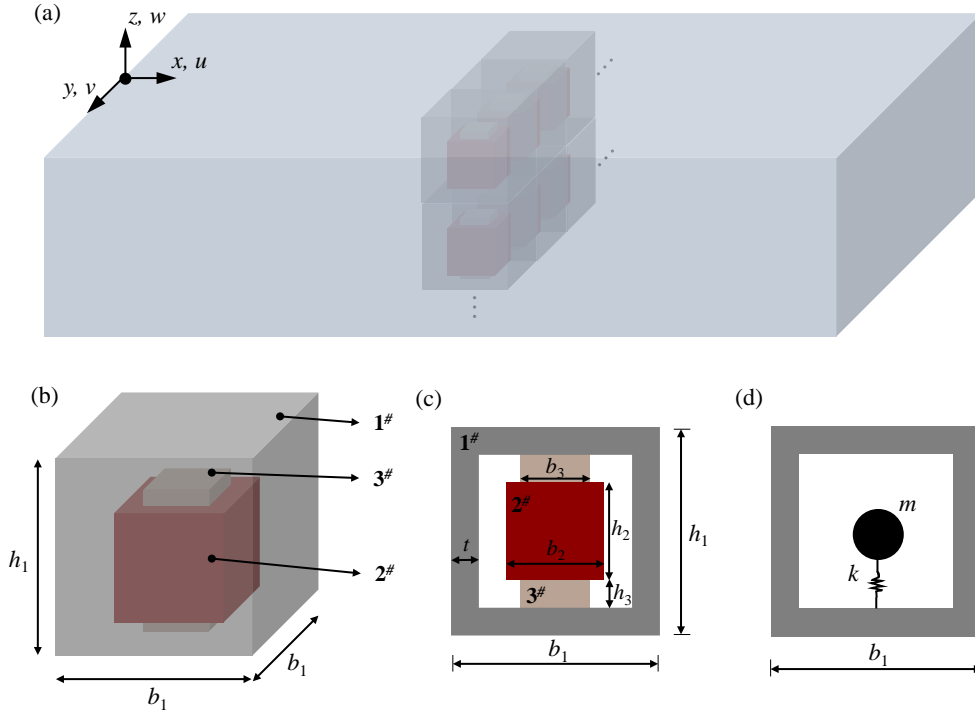 (a)
z, w
x, u
y, v
(b)
1#
3#
2#
h1
b1
b1
(c)
1#
b3
2#
h2
t
b2
3#
h3
h1
b1
(d)
m
k
b1